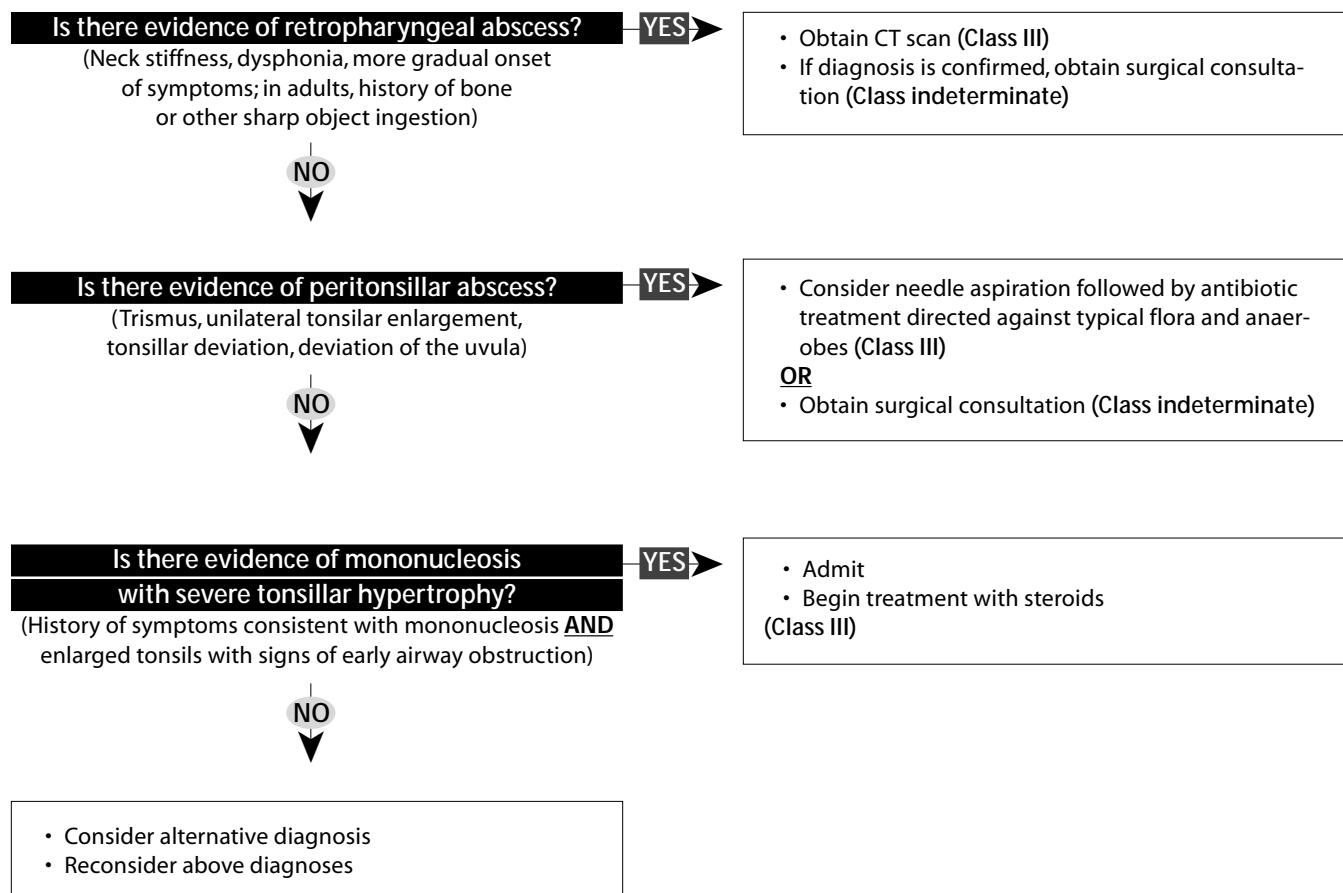 Is there evidence of retropharyngeal abscess?
YES
(Neck stiffness, dysphonia, more gradual onset
of symptoms; in adults, history of bone
or other sharp object ingestion)
• Obtain CT scan (Class III)
• If diagnosis is confirmed, obtain surgical consulta-
tion (Class indeterminate)
NO
Is there evidence of peritonsillar abscess?
YES
(Trismus, unilateral tonsilar enlargement,
tonsillar deviation, deviation of the uvula)
• Consider needle aspiration followed by antibiotic
treatment directed against typical flora and anaer-
obes (Class III)
OR
• Obtain surgical consultation (Class indeterminate)
NO
Is there evidence of mononucleosis
with severe tonsillar hypertrophy?
YES
(History of symptoms consistent with mononucleosis AND
enlarged tonsils with signs of early airway obstruction)
• Admit
• Begin treatment with steroids
(Class III)
NO
• Consider alternative diagnosis
• Reconsider above diagnoses